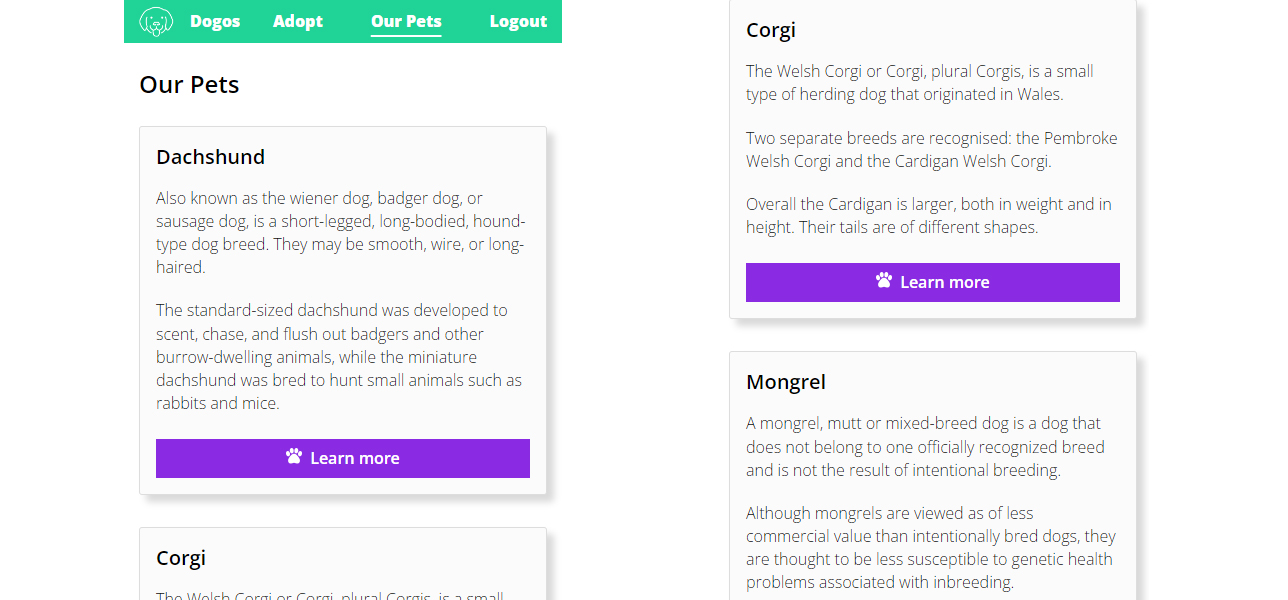 Dogos Adopt Our Pets Logout
Our Pets
Dachshund
Also known as the wiener dog, badger dog, or
sausage dog, is a short-legged, long-bodied, hound-
type dog breed. They may be smooth, wire, or long-
haired.
The standard-sized dachshund was developed to
scent, chase, and flush out badgers and other
burrow-dwelling animals, while the miniature
dachshund was bred to hunt small animals such as
rabbits and mice.
Learn more
Corgi
The Welsh Corgi or Corgi, plural Corgis, is a small
Corgi
The Welsh Corgi or Corgi, plural Corgis, is a small
type of herding dog that originated in Wales.
Two separate breeds are recognised: the Pembroke
Welsh Corgi and the Cardigan Welsh Corgi.
Overall the Cardigan is larger, both in weight and in
height. Their tails are of different shapes.
Learn more
Mongrel
A mongrel, mutt or mixed-breed dog is a dog that
does not belong to one officially recognized breed
and is not the result of intentional breeding.
Although mongrels are viewed as of less
commercial value than intentionally bred dogs, they
are thought to be less susceptible to genetic health
problems associated with inbreeding.